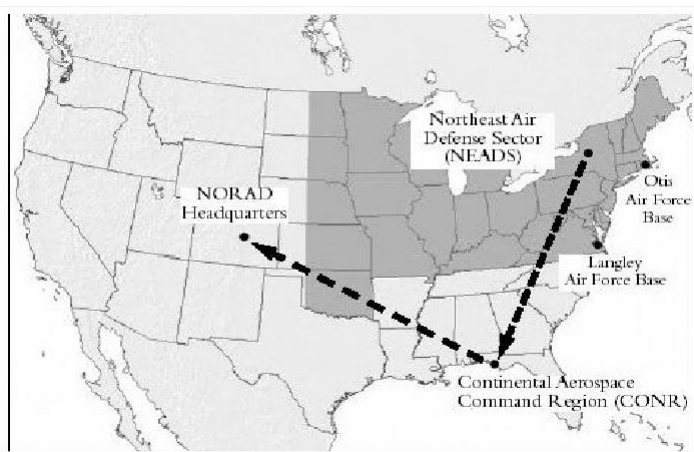 Northeast Air
Defense Sector
(NEADS)
NORAD
Headquarters
Otis
Air Force
Base
Langley
Air Force Base
Continental Aerospace
Command Region (CONR)